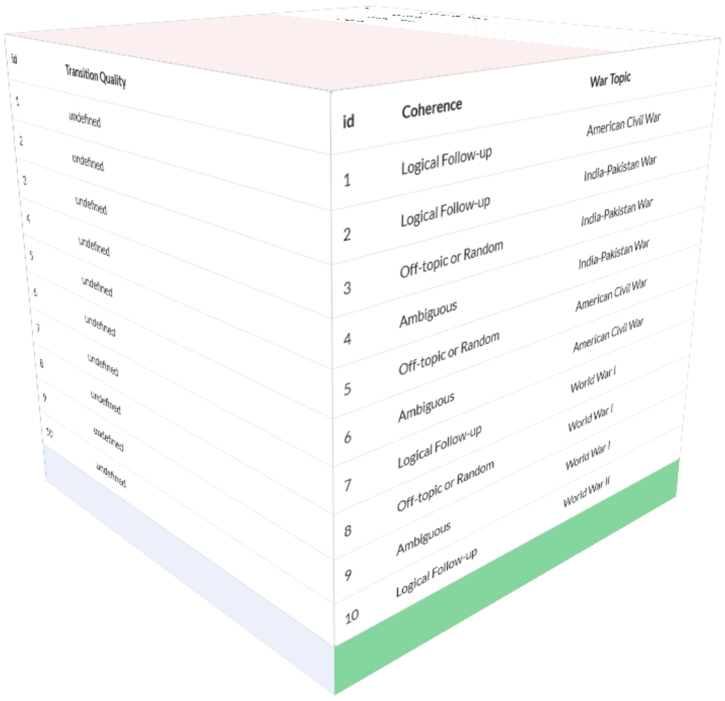 id Transition Quality
1 undefined
2 undefined
3 undefined
4 undefined
5 undefined
6 undefined
7 undefined
8 undefined
9 undefined
10 undefined
id Coherence War Topic
1 Logical Follow-up American Civil War
2 Logical Follow-up India-Pakistan War
3 Off-topic or Random India-Pakistan War
4 Ambiguous India-Pakistan War
5 Off-topic or Random American Civil War
6 Ambiguous American Civil War
7 Logical Follow-up World War I
8 Off-topic or Random World War I
9 Ambiguous World War I
10 Logical Follow-up World War II